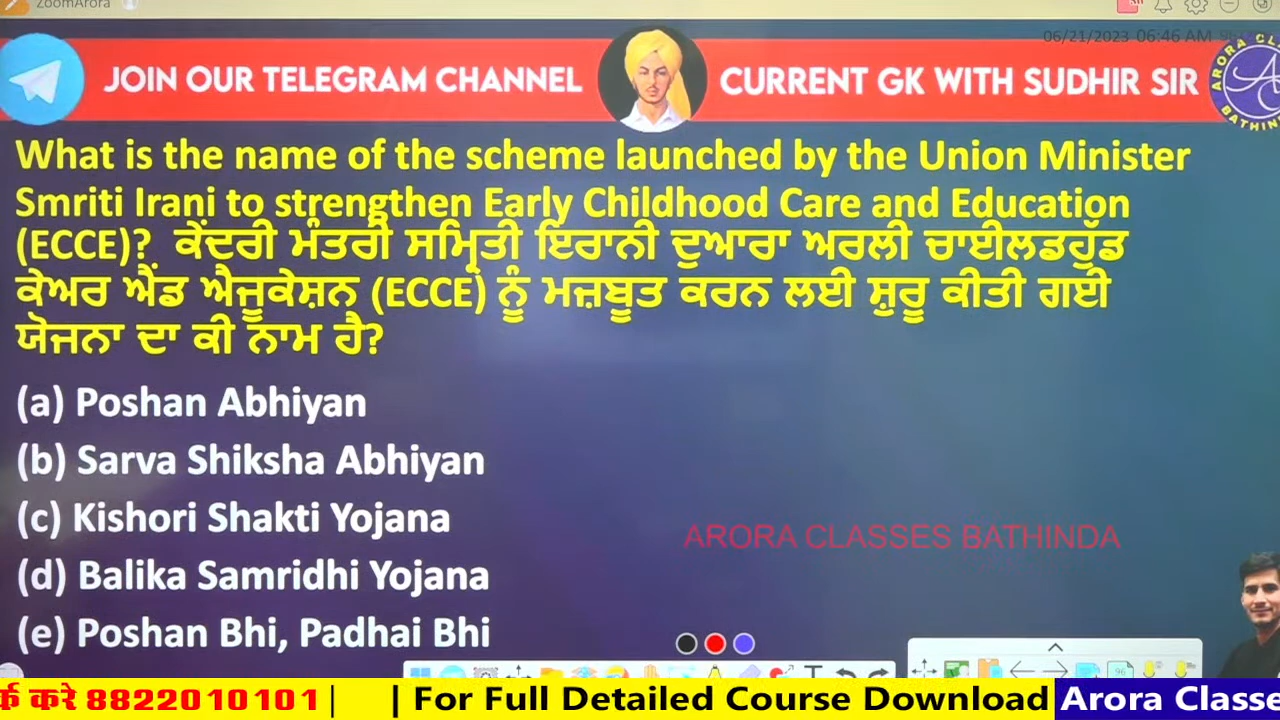 ZoomArora
06/21/2023 06:46 AM
JOIN OUR TELEGRAM CHANNEL
CURRENT GK WITH SUDHIR SIR
ARORA
BATHIN
What is the name of the scheme launched by the Union Minister
Smriti Irani to strengthen Early Childhood Care and Education
(ECCE)? ਕੇਂਦਰੀ ਮੰਤਰੀ ਸਮ੍ਰਿਤੀ ਇਰਾਨੀ ਦੁਆਰਾ ਅਰਲੀ ਚਾਈਲਡਹੁੱਡ
ਕੇਅਰ ਐਂਡ ਐਜੂਕੇਸ਼ਨ (ECCE) ਨੂੰ ਮਜ਼ਬੂਤ ਕਰਨ ਲਈ ਸ਼ੁਰੂ ਕੀਤੀ ਗਈ
ਯੋਜਨਾ ਦਾ ਕੀ ਨਾਮ ਹੈ?
(a) Poshan Abhiyan
(b) Sarva Shiksha Abhiyan
(c) Kishori Shakti Yojana
ARORA CLASSES BATHINDA
(d) Balika Samridhi Yojana
(e) Poshan Bhi, Padhai Bhi
र्क करे 8822010101 | | For Full Detailed Course Download Arora Classe